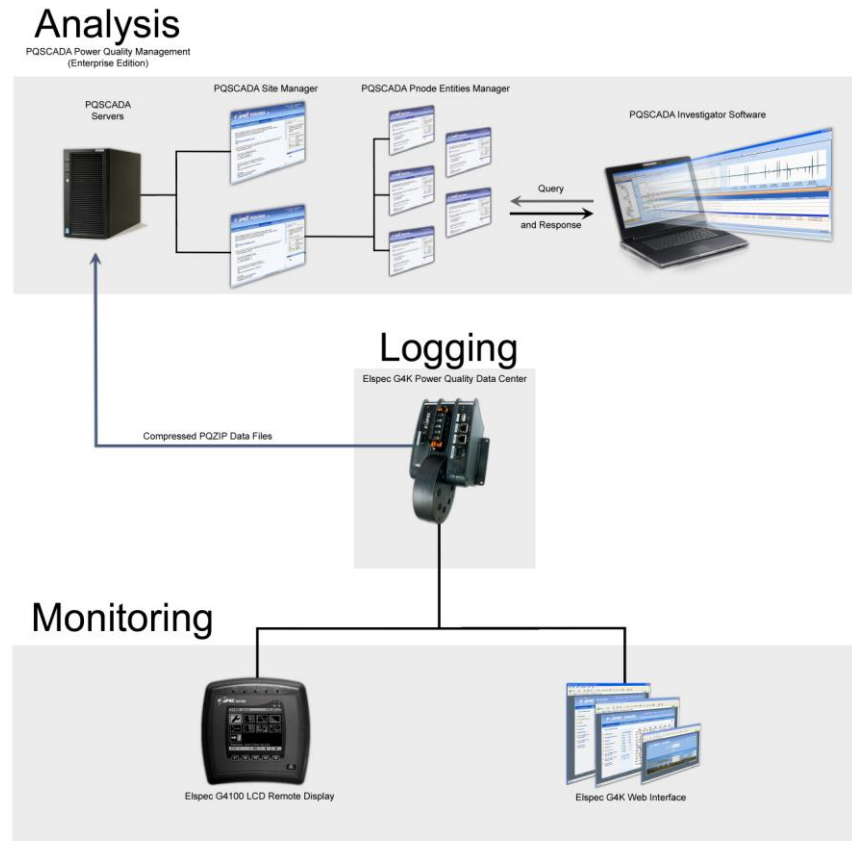 Analysis
PQSCADA Power Quality Management
(Enterprise Edition)
PQSCADA
Servers
PQSCADA Site Manager
PQSCADA Pnode Entities Manager
PQSCADA Investigator Software
Query
and Response
Logging
Elspec G4K Power Quality Data Center
Compressed PQZIP Data Files
Monitoring
Elspec G4100 LCD Remote Display
Elspec G4K Web Interface